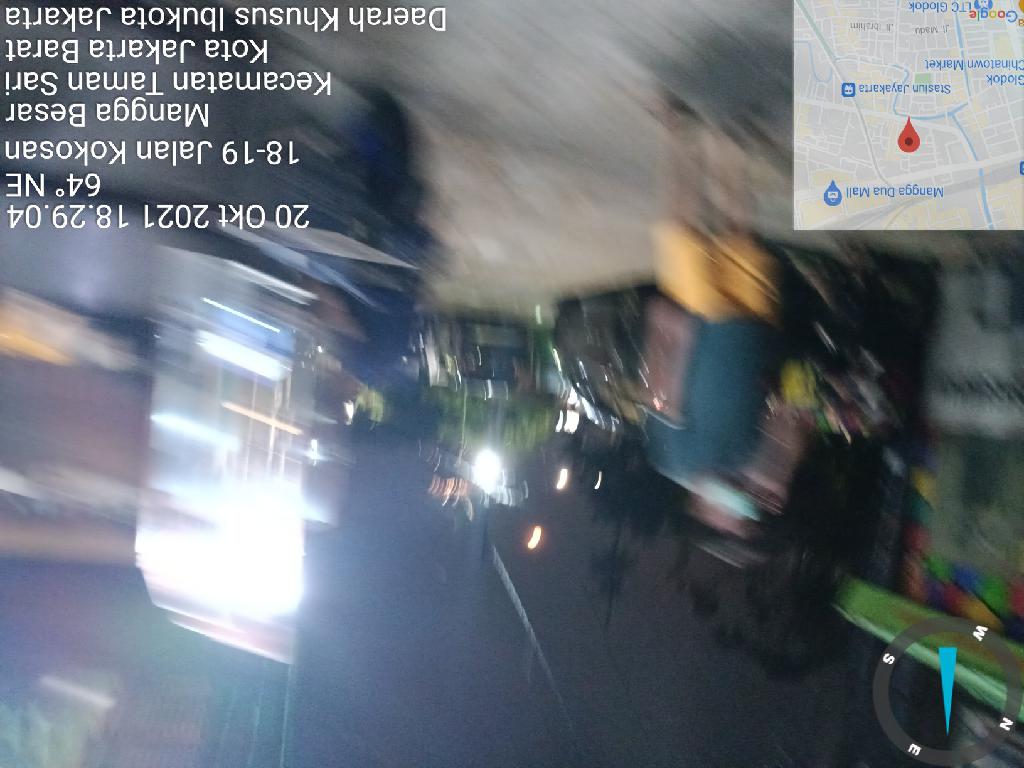 N
E
W
S
20 Okt 2021 18.29.04
64° NE
18-19 Jalan Kokosan
Mangga Besar
Kecamatan Taman Sari
Kota Jakarta Barat
Daerah Khusus Ibukota Jakarta
Mangga Dua Mall
Stasiun Jayakarta
Glodok
Chinatown Market
Jl. Madu
Jl. Ibrahim
Google
LTC Glodok